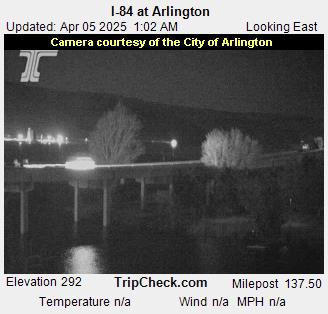 I-84 at Arlington
Updated: Apr 05 2025 1:02 AM Looking East
Camera courtesy of the City of Arlington
Elevation 292 TripCheck.com Milepost 137.50
Temperature n/a Wind n/a MPH n/a